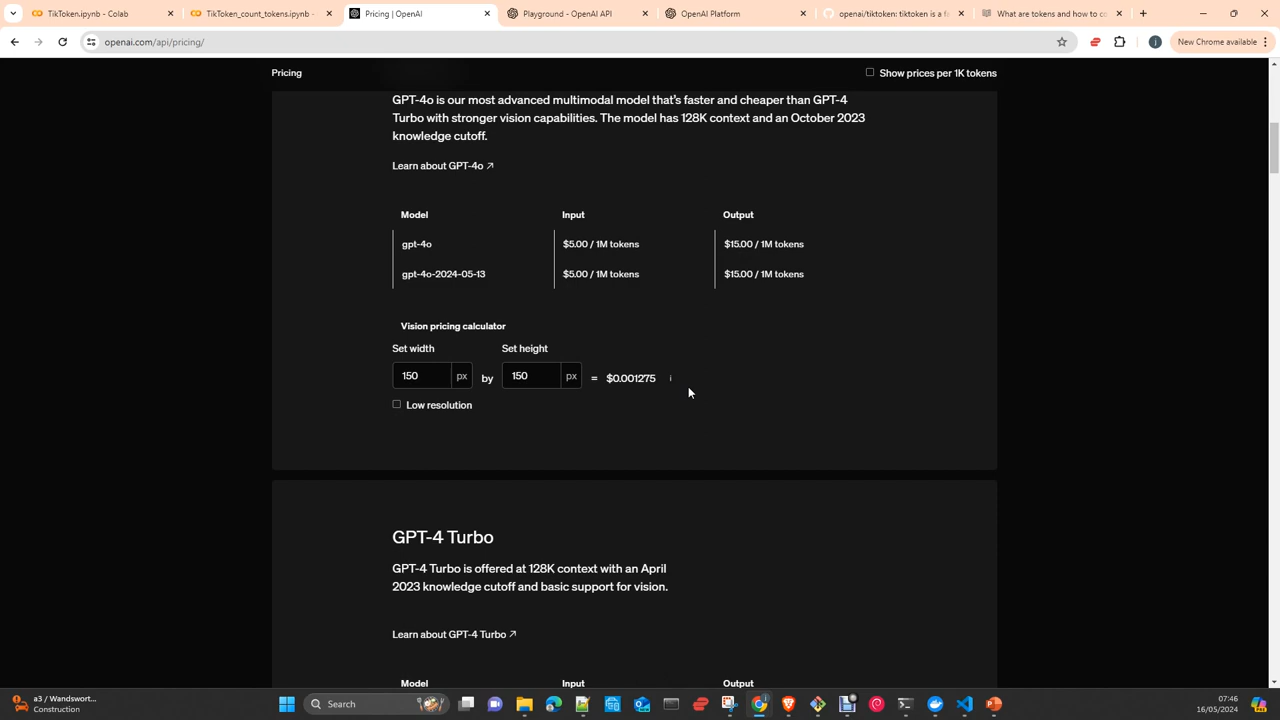 TikToken.ipynb - Colab
TikToken_count_tokens.ipynb -
Pricing | OpenAI
Playground - OpenAI API
OpenAI Platform
openai/tiktoken: tiktoken is a fa
What are tokens and how to co
openai.com/api/pricing/
New Chrome available
Pricing
Show prices per 1K tokens
GPT-4o is our most advanced multimodal model that's faster and cheaper than GPT-4
Turbo with stronger vision capabilities. The model has 128K context and an October 2023
knowledge cutoff.
Learn about GPT-4o ↗
Model Input Output
gpt-4o $5.00 / 1M tokens $15.00 / 1M tokens
gpt-4o-2024-05-13 $5.00 / 1M tokens $15.00 / 1M tokens
Vision pricing calculator
Set width Set height
150 px by 150 px = $0.001275 i
Low resolution
GPT-4 Turbo
GPT-4 Turbo is offered at 128K context with an April
2023 knowledge cutoff and basic support for vision.
Learn about GPT-4 Turbo ↗
Model Input Output
a3 / Wandswort...
Construction
Search
07:46
16/05/2024